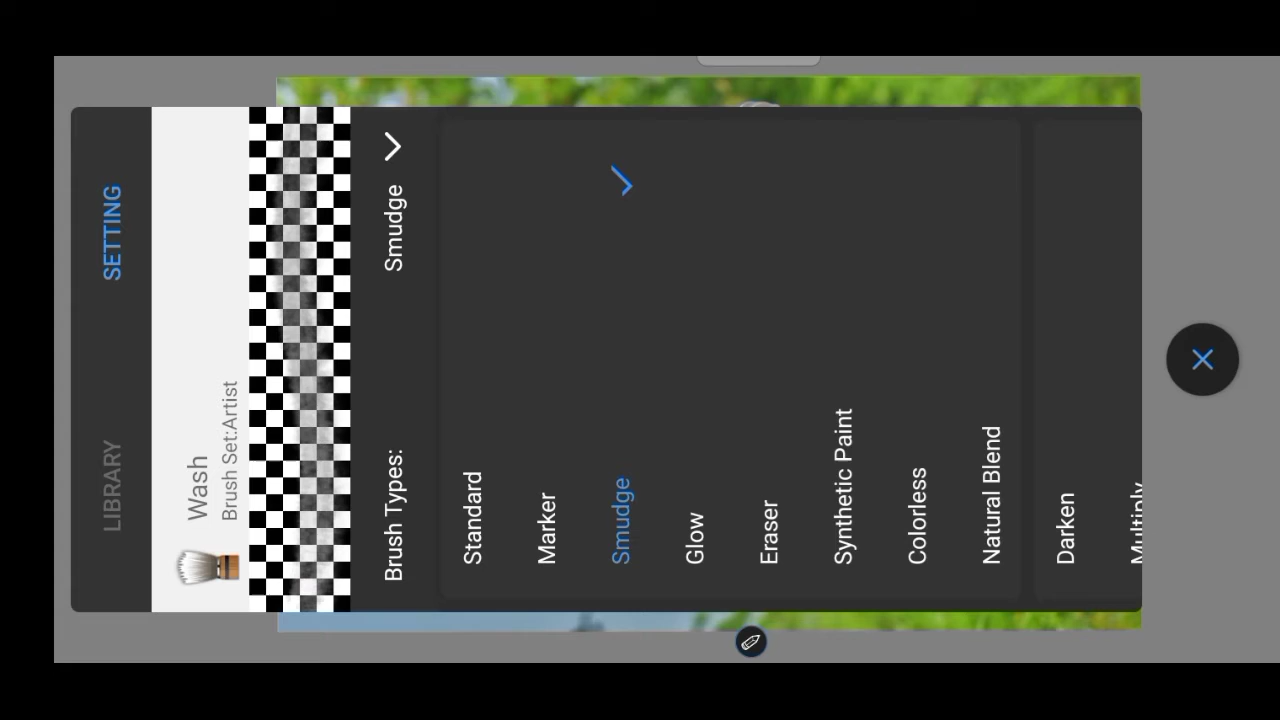 LIBRARY SETTING
Wash
Brush Set:Artist
Brush Types: Smudge
Standard
Marker
Smudge
Glow
Eraser
Synthetic Paint
Colorless
Natural Blend
Darken
Multiply